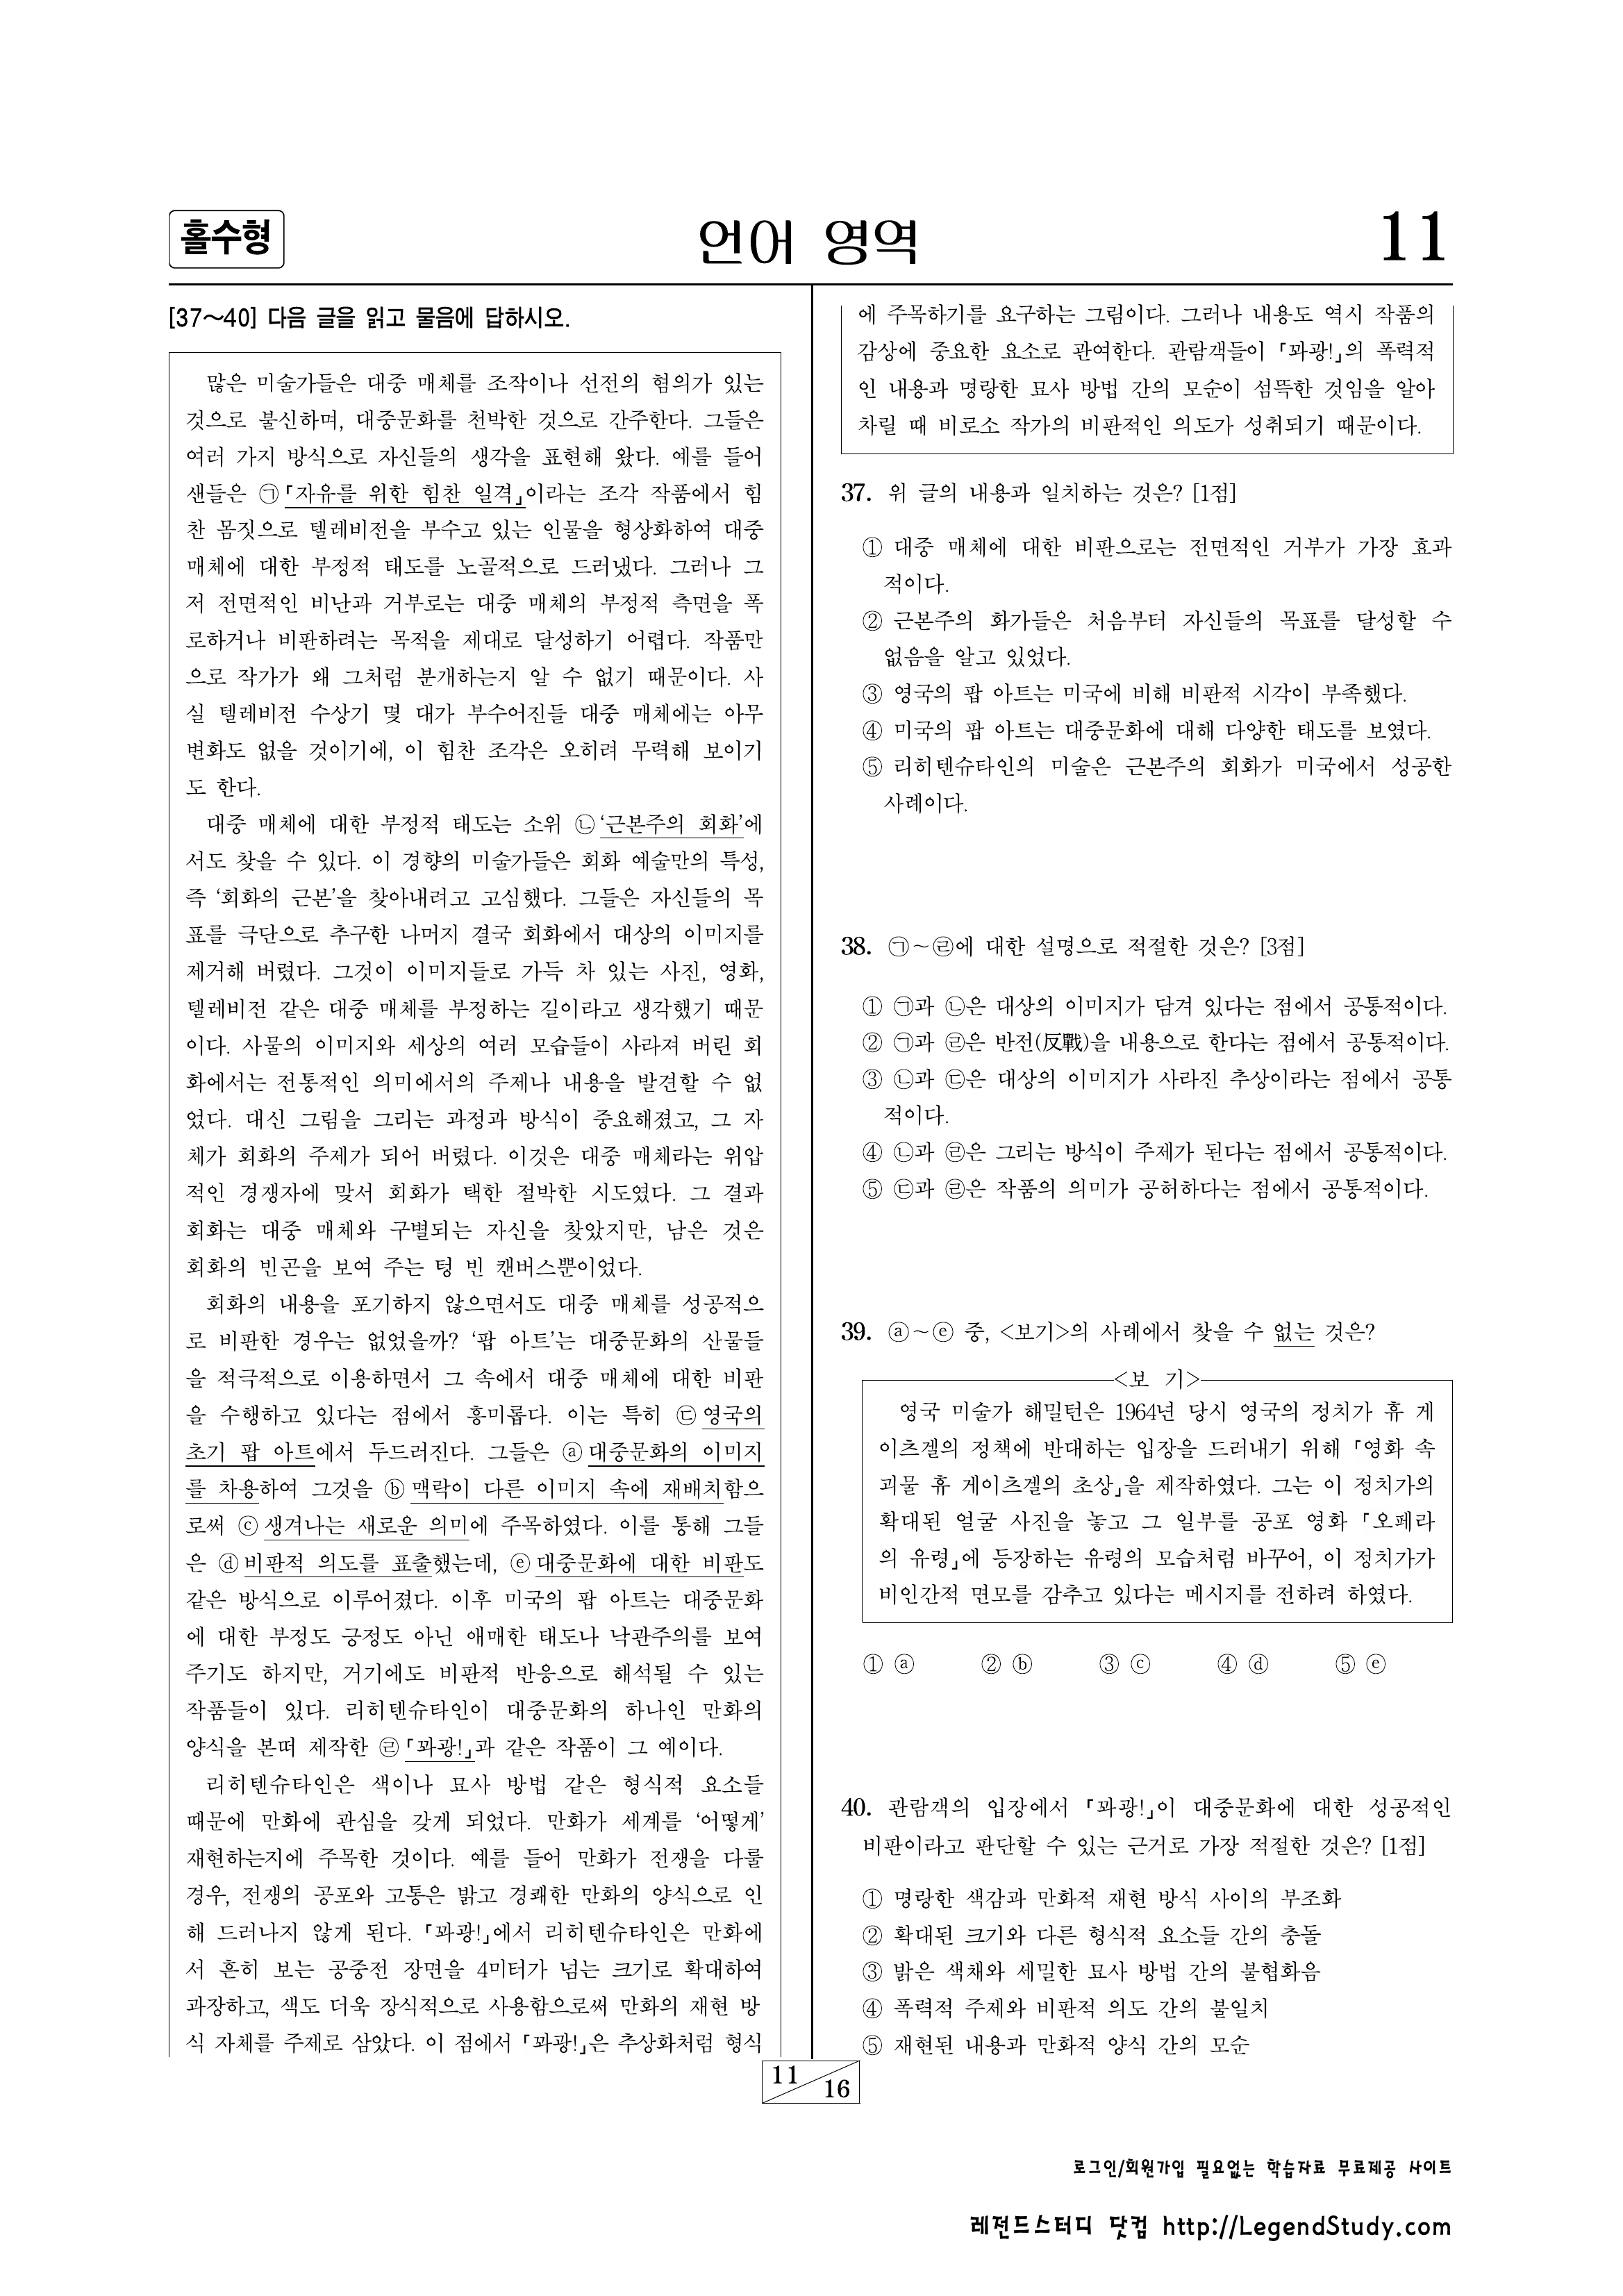 홀수형
언어 영역
11
[37～40] 다음 글을 읽고 물음에 답하시오.
많은 미술가들은 대중 매체를 조작이나 선전의 혐의가 있는
것으로 불신하며, 대중문화를 천박한 것으로 간주한다. 그들은
여러 가지 방식으로 자신들의 생각을 표현해 왔다. 예를 들어
샌들은 ㉠「자유를 위한 힘찬 일격」이라는 조각 작품에서 힘
찬 몸짓으로 텔레비전을 부수고 있는 인물을 형상화하여 대중
매체에 대한 부정적 태도를 노골적으로 드러냈다. 그러나 그
저 전면적인 비난과 거부로는 대중 매체의 부정적 측면을 폭
로하거나 비판하려는 목적을 제대로 달성하기 어렵다. 작품만
으로 작가가 왜 그처럼 분개하는지 알 수 없기 때문이다. 사
실 텔레비전 수상기 몇 대가 부수어진들 대중 매체에는 아무
변화도 없을 것이기에, 이 힘찬 조각은 오히려 무력해 보이기
도 한다.
대중 매체에 대한 부정적 태도는 소위 ㉡‘근본주의 회화’에
서도 찾을 수 있다. 이 경향의 미술가들은 회화 예술만의 특성,
즉 ‘회화의 근본’을 찾아내려고 고심했다. 그들은 자신들의 목
표를 극단으로 추구한 나머지 결국 회화에서 대상의 이미지를
제거해 버렸다. 그것이 이미지들로 가득 차 있는 사진, 영화,
텔레비전 같은 대중 매체를 부정하는 길이라고 생각했기 때문
이다. 사물의 이미지와 세상의 여러 모습들이 사라져 버린 회
화에서는 전통적인 의미에서의 주제나 내용을 발견할 수 없
었다. 대신 그림을 그리는 과정과 방식이 중요해졌고, 그 자
체가 회화의 주제가 되어 버렸다. 이것은 대중 매체라는 위압
적인 경쟁자에 맞서 회화가 택한 절박한 시도였다. 그 결과
회화는 대중 매체와 구별되는 자신을 찾았지만, 남은 것은
회화의 빈곤을 보여 주는 텅 빈 캔버스뿐이었다.
회화의 내용을 포기하지 않으면서도 대중 매체를 성공적으
로 비판한 경우는 없었을까? ‘팝 아트’는 대중문화의 산물들
을 적극적으로 이용하면서 그 속에서 대중 매체에 대한 비판
을 수행하고 있다는 점에서 흥미롭다. 이는 특히 ㉢영국의
초기 팝 아트에서 두드러진다. 그들은 ⓐ대중문화의 이미지
를 차용하여 그것을 ⓑ맥락이 다른 이미지 속에 재배치함으
로써 ⓒ생겨나는 새로운 의미에 주목하였다. 이를 통해 그들
은 ⓓ비판적 의도를 표출했는데, ⓔ대중문화에 대한 비판도
같은 방식으로 이루어졌다. 이후 미국의 팝 아트는 대중문화
에 대한 부정도 긍정도 아닌 애매한 태도나 낙관주의를 보여
주기도 하지만, 거기에도 비판적 반응으로 해석될 수 있는
작품들이 있다. 리히텐슈타인이 대중문화의 하나인 만화의
양식을 본떠 제작한 ㉣「꽈광!」과 같은 작품이 그 예이다.
리히텐슈타인은 색이나 묘사 방법 같은 형식적 요소들
때문에 만화에 관심을 갖게 되었다. 만화가 세계를 ‘어떻게’
재현하는지에 주목한 것이다. 예를 들어 만화가 전쟁을 다룰
경우, 전쟁의 공포와 고통은 밝고 경쾌한 만화의 양식으로 인
해 드러나지 않게 된다. 「꽈광!」에서 리히텐슈타인은 만화에
서 흔히 보는 공중전 장면을 4미터가 넘는 크기로 확대하여
과장하고, 색도 더욱 장식적으로 사용함으로써 만화의 재현 방
식 자체를 주제로 삼았다. 이 점에서 「꽈광!」은 추상화처럼 형식
에 주목하기를 요구하는 그림이다. 그러나 내용도 역시 작품의
감상에 중요한 요소로 관여한다. 관람객들이 「꽈광!」의 폭력적
인 내용과 명랑한 묘사 방법 간의 모순이 섬뜩한 것임을 알아
차릴 때 비로소 작가의 비판적인 의도가 성취되기 때문이다.
37. 위 글의 내용과 일치하는 것은? [1점]
① 대중 매체에 대한 비판으로는 전면적인 거부가 가장 효과
적이다.
② 근본주의 화가들은 처음부터 자신들의 목표를 달성할 수
없음을 알고 있었다.
③ 영국의 팝 아트는 미국에 비해 비판적 시각이 부족했다.
④ 미국의 팝 아트는 대중문화에 대해 다양한 태도를 보였다.
⑤ 리히텐슈타인의 미술은 근본주의 회화가 미국에서 성공한
사례이다.
38. ㉠～㉣에 대한 설명으로 적절한 것은? [3점]
① ㉠과 ㉡은 대상의 이미지가 담겨 있다는 점에서 공통적이다.
② ㉠과 ㉣은 반전(反戰)을 내용으로 한다는 점에서 공통적이다.
③ ㉡과 ㉢은 대상의 이미지가 사라진 추상이라는 점에서 공통
적이다.
④ ㉡과 ㉣은 그리는 방식이 주제가 된다는 점에서 공통적이다.
⑤ ㉢과 ㉣은 작품의 의미가 공허하다는 점에서 공통적이다.
39. ⓐ～ⓔ 중, <보기>의 사례에서 찾을 수 없는 것은?
<보 기>
영국 미술가 해밀턴은 1964년 당시 영국의 정치가 휴 게
이츠겔의 정책에 반대하는 입장을 드러내기 위해 「영화 속
괴물 휴 게이츠겔의 초상」을 제작하였다. 그는 이 정치가의
확대된 얼굴 사진을 놓고 그 일부를 공포 영화 「오페라
의 유령」에 등장하는 유령의 모습처럼 바꾸어, 이 정치가가
비인간적 면모를 감추고 있다는 메시지를 전하려 하였다.
① ⓐ ② ⓑ ③ ⓒ ④ ⓓ ⑤ ⓔ
40. 관람객의 입장에서 「꽈광!」이 대중문화에 대한 성공적인
비판이라고 판단할 수 있는 근거로 가장 적절한 것은? [1점]
① 명랑한 색감과 만화적 재현 방식 사이의 부조화
② 확대된 크기와 다른 형식적 요소들 간의 충돌
③ 밝은 색채와 세밀한 묘사 방법 간의 불협화음
④ 폭력적 주제와 비판적 의도 간의 불일치
⑤ 재현된 내용과 만화적 양식 간의 모순
11
16
로그인/회원가입 필요없는 학습자료 무료제공 사이트
레전드스터디 닷컴 http://LegendStudy.com